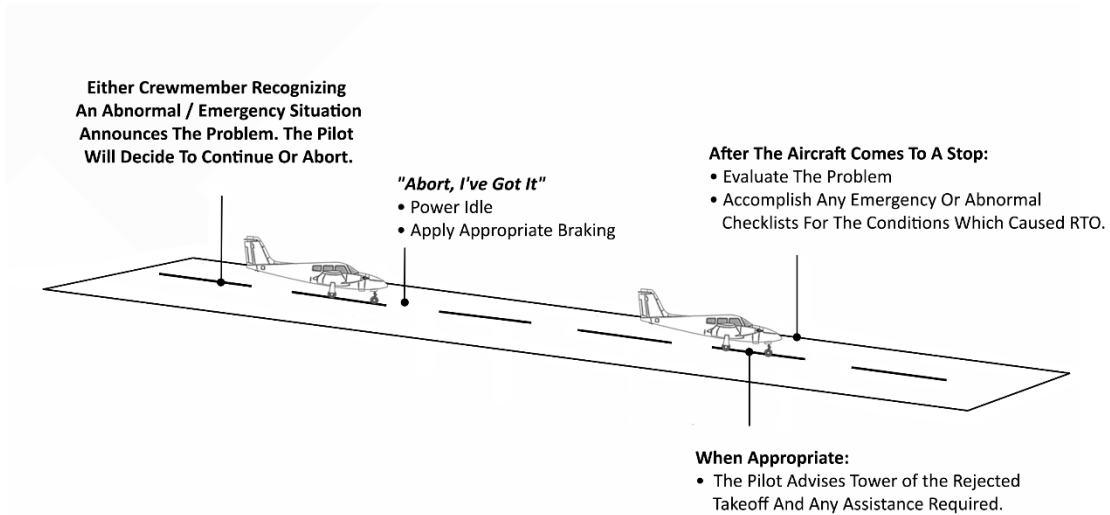 Either Crewmember Recognizing
An Abnormal / Emergency Situation
Announces The Problem. The Pilot
Will Decide To Continue Or Abort.
"Abort, I've Got It"
• Power Idle
• Apply Appropriate Braking
After The Aircraft Comes To A Stop:
• Evaluate The Problem
• Accomplish Any Emergency Or Abnormal
Checklists For The Conditions Which Caused RTO.
When Appropriate:
• The Pilot Advises Tower of the Rejected
Takeoff And Any Assistance Required.